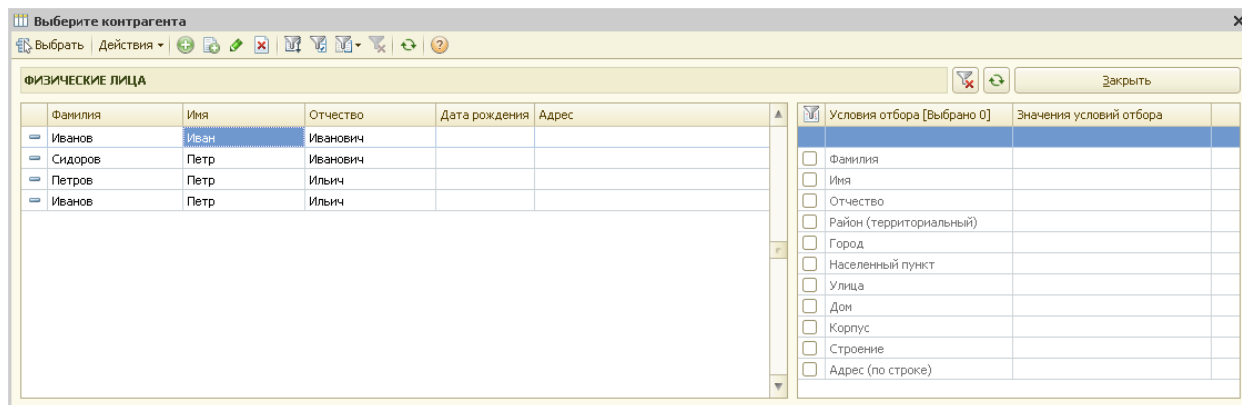 Выберите контрагента
Выбрать Действия
ФИЗИЧЕСКИЕ ЛИЦА
Закрыть
Фамилия Имя Отчество Дата рождения Адрес
Иванов Иван Иванович
Сидоров Петр Иванович
Петров Петр Ильич
Иванов Петр Ильич
Условия отбора [Выбрано 0] Значения условий отбора
Фамилия
Имя
Отчество
Район (территориальный)
Город
Населенный пункт
Улица
Дом
Корпус
Строение
Адрес (по строке)